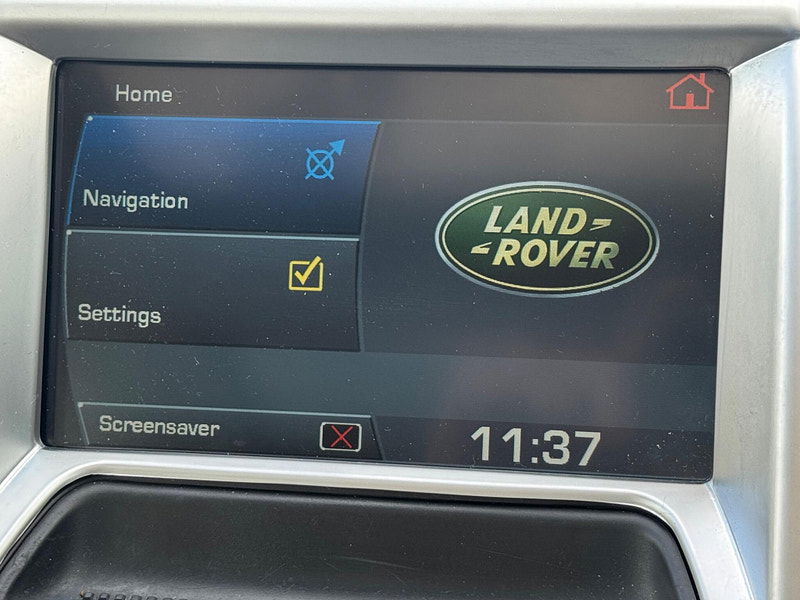 Home
Navigation
LAND
ROVER
Settings
Screensaver
11:37